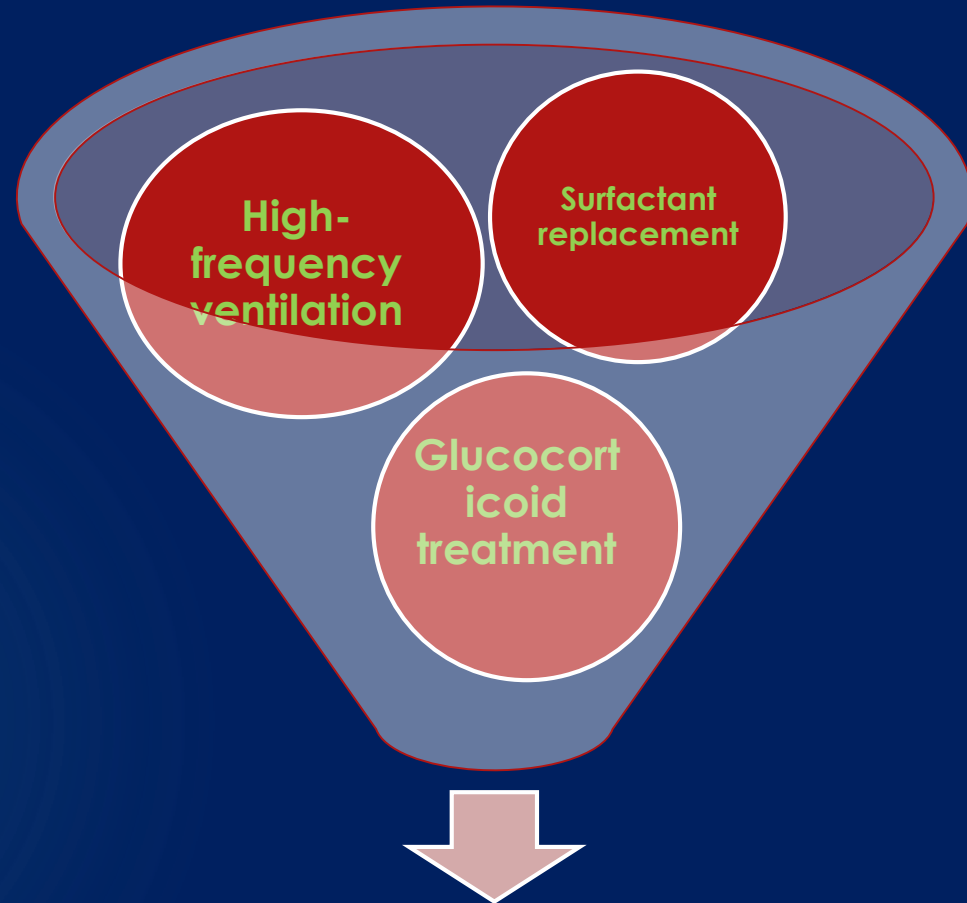 High-
frequency
ventilation
Surfactant
replacement
Glucocort
icoid
treatment